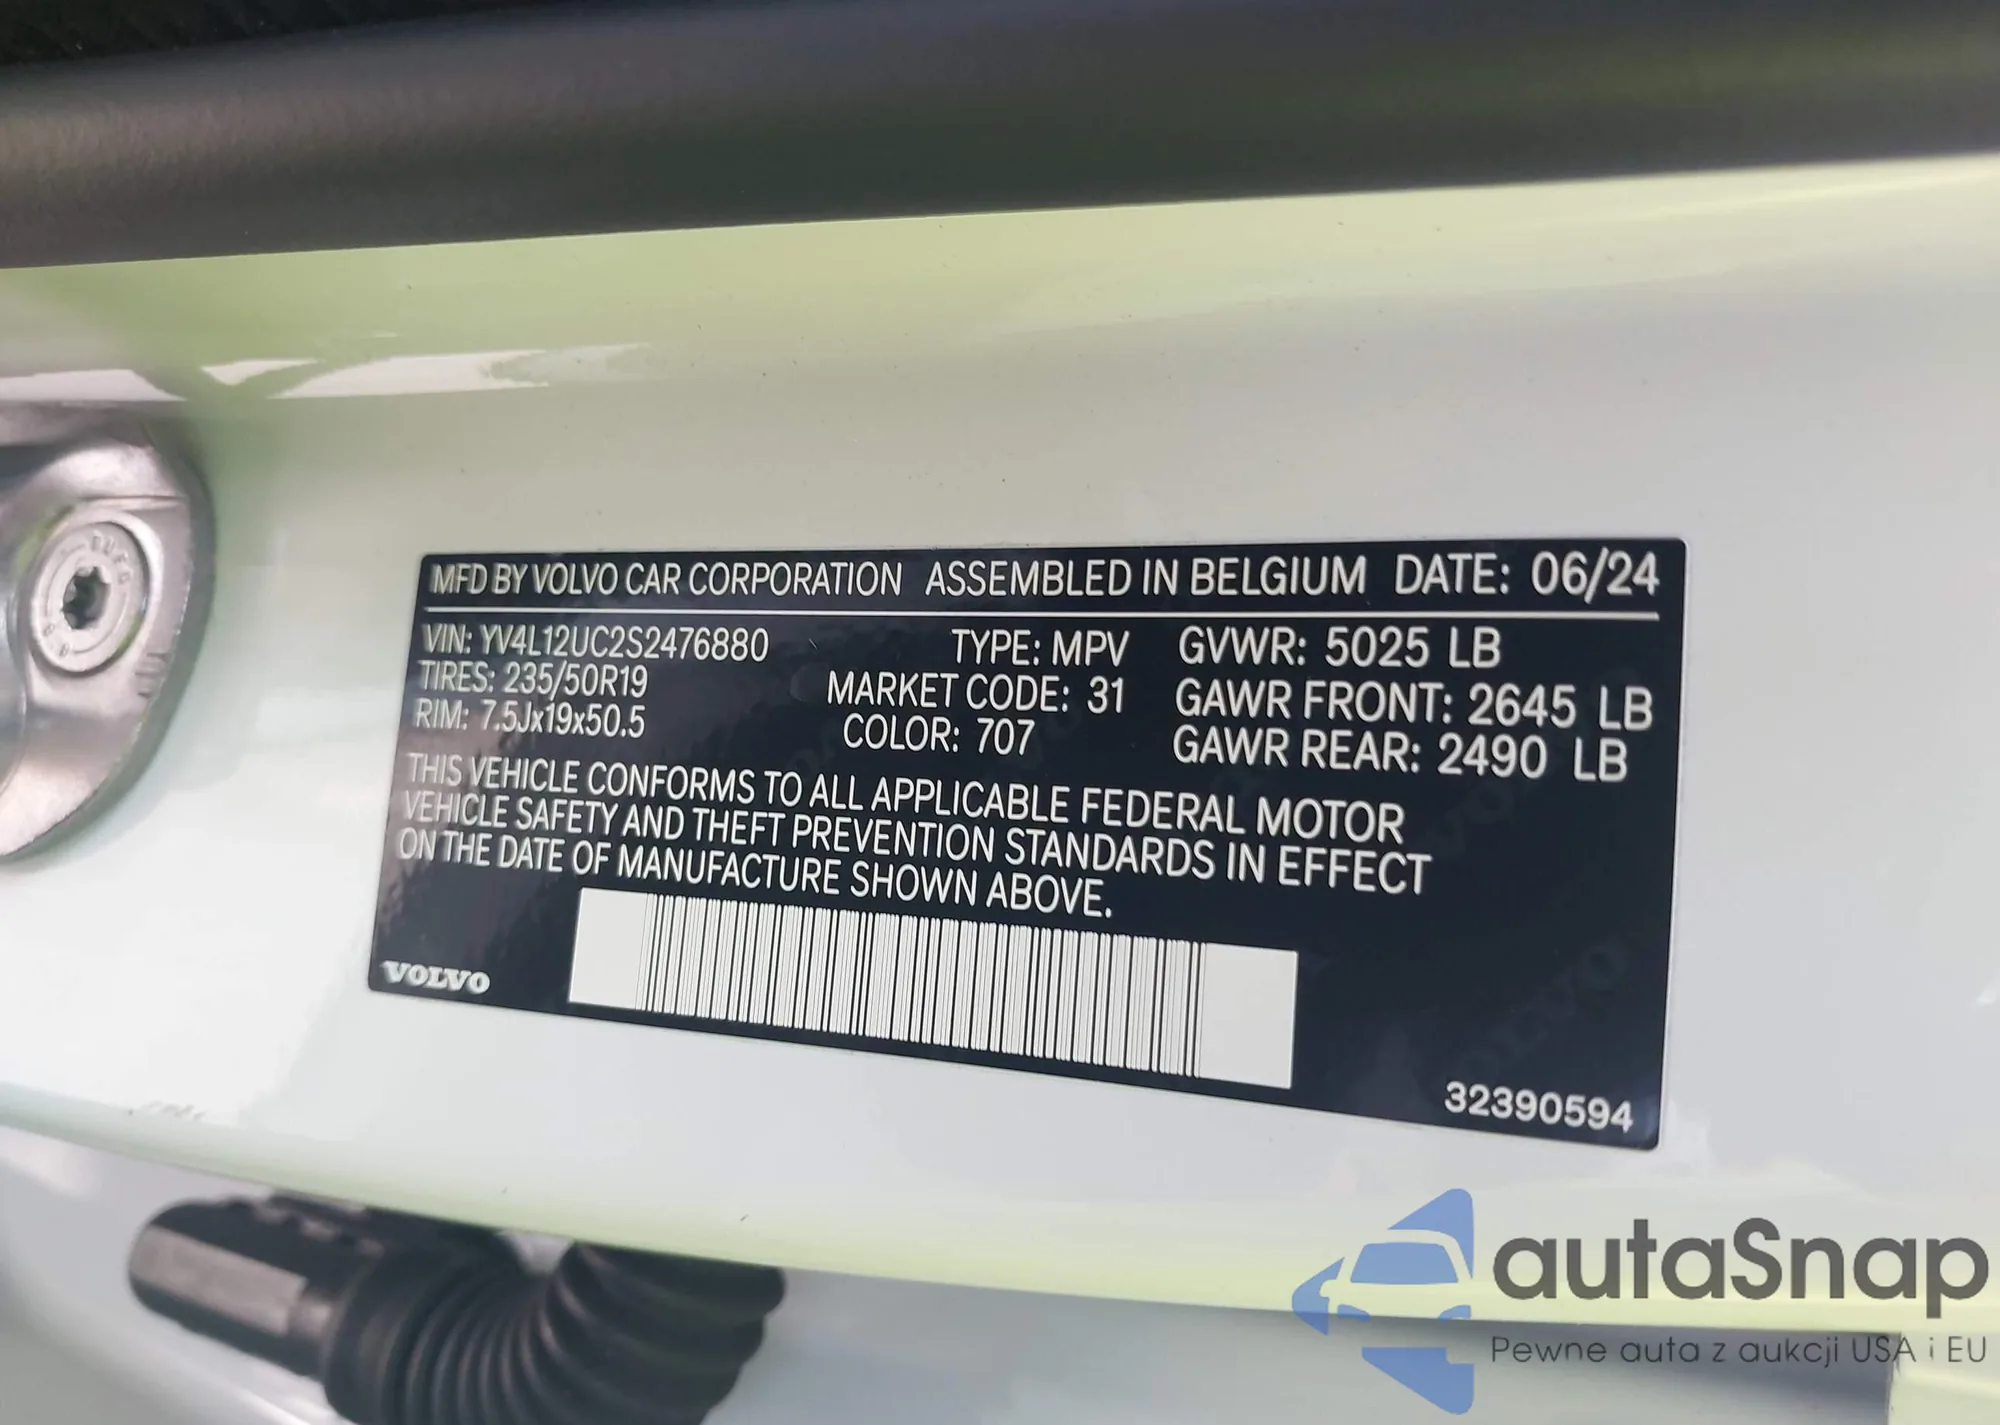 MFD BY VOLVO CAR CORPORATION ASSEMBLED IN BELGIUM DATE: 06/24
VIN: YV4L12UC2S2476880 TYPE: MPV GVWR: 5025 LB
TIRES: 235/50R19 MARKET CODE: 31 GAWR FRONT: 2645 LB
RIM: 7.5Jx19x50.5 COLOR: 707 GAWR REAR: 2490 LB
THIS VEHICLE CONFORMS TO ALL APPLICABLE FEDERAL MOTOR
VEHICLE SAFETY AND THEFT PREVENTION STANDARDS IN EFFECT
ON THE DATE OF MANUFACTURE SHOWN ABOVE.
VOLVO
32390594
autaSnap
Pewne auta z aukcji USA i EU